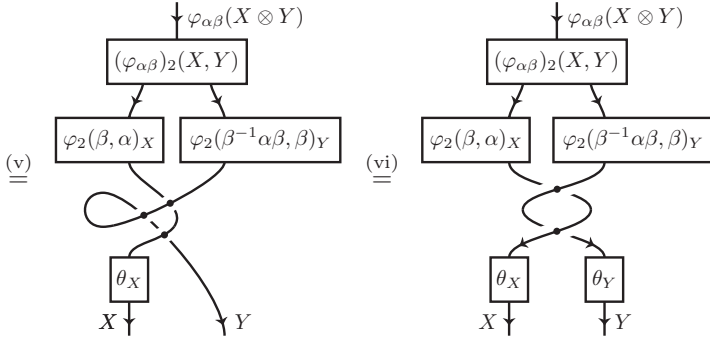 φ_{αβ}(X ⊗ Y)
(φ_{αβ})_2(X, Y)
φ_2(β, α)_X
φ_2(β^{-1}αβ, β)_Y
(v)
=
θ_X
X
Y
φ_{αβ}(X ⊗ Y)
(φ_{αβ})_2(X, Y)
φ_2(β, α)_X
φ_2(β^{-1}αβ, β)_Y
(vi)
=
θ_X
θ_Y
X
Y